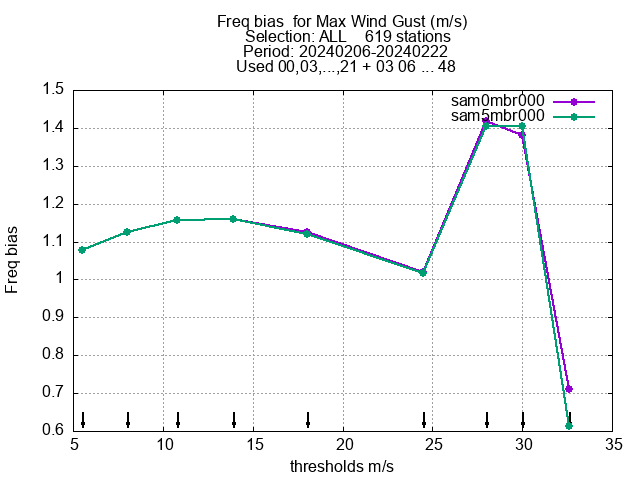 Freq bias  for Max Wind Gust (m/s)
Selection: ALL    619 stations
Period: 20240206-20240222
Used 00,03,...,21 + 03 06 ... 48
sam0mbr000
sam5mbr000
1.5
1.4
1.3
1.2
1.1
1
0.9
0.8
0.7
0.6
Freq bias
5 10 15 20 25 30 35
thresholds m/s